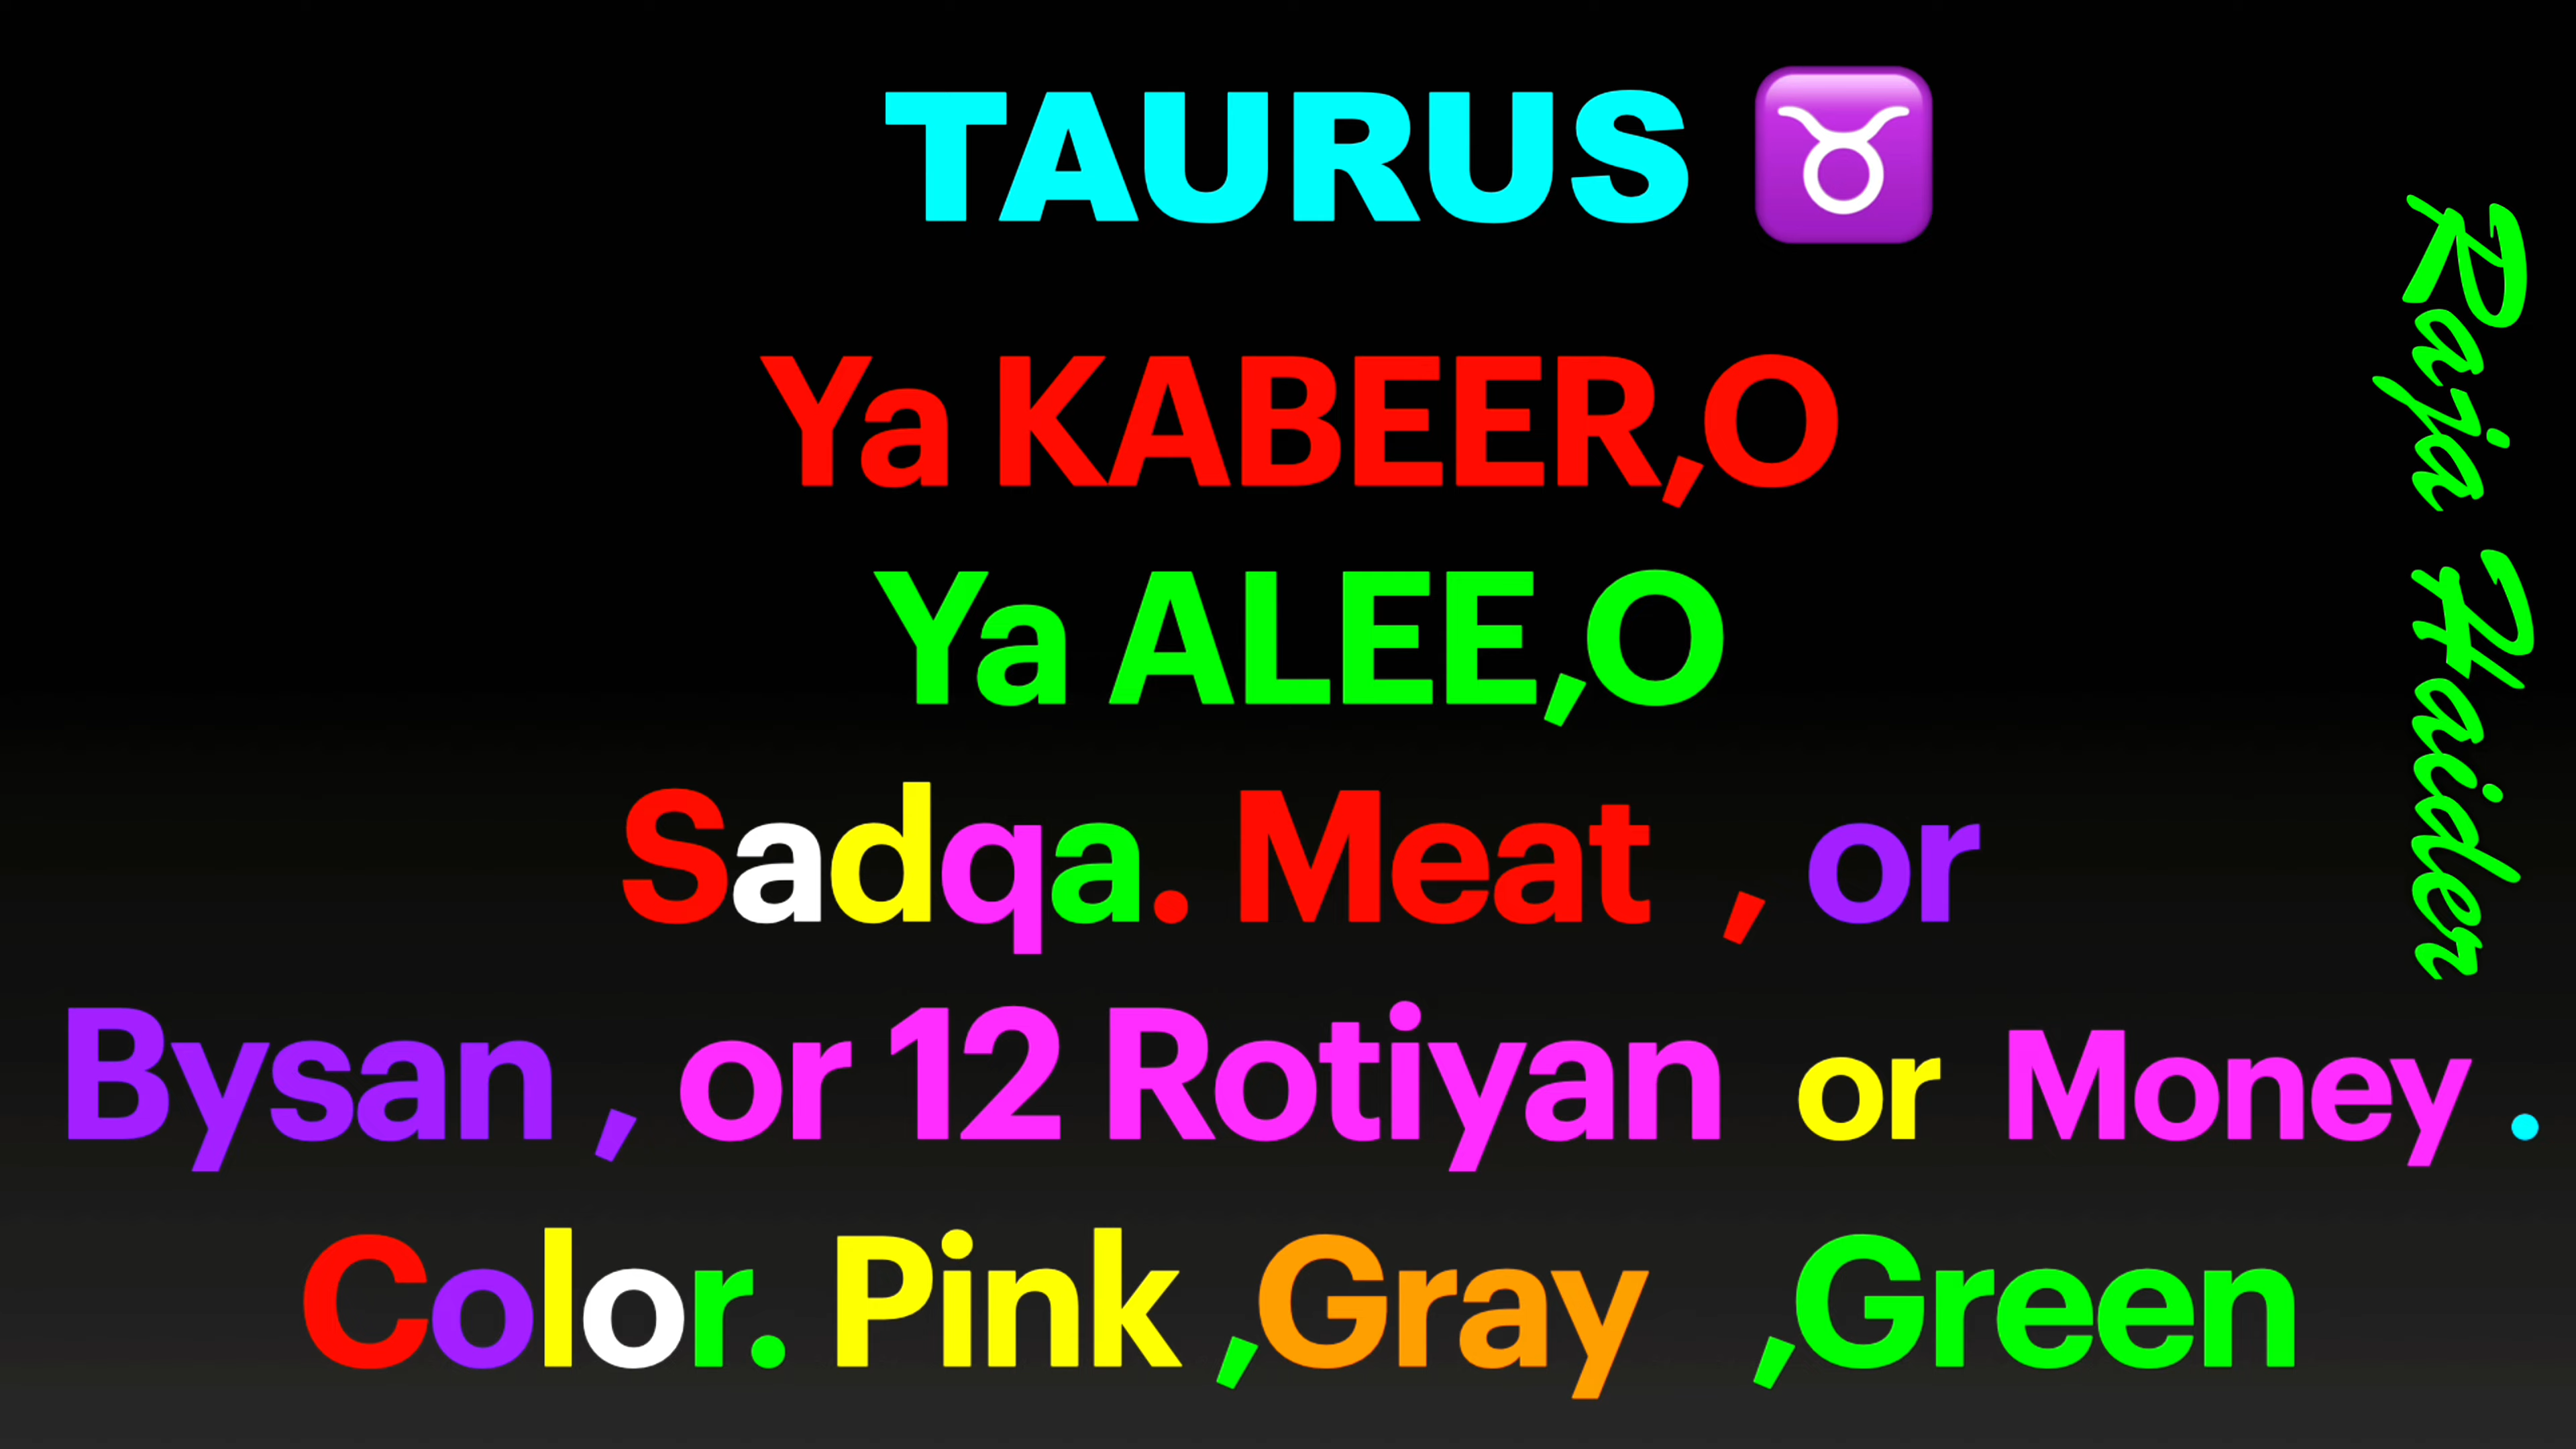 TAURUS ♉
Ya KABEER,O
Ya ALEE,O
Sadqa. Meat , or
Bysan , or 12 Rotiyan or Money .
Color. Pink ,Gray ,Green
Raja Haider